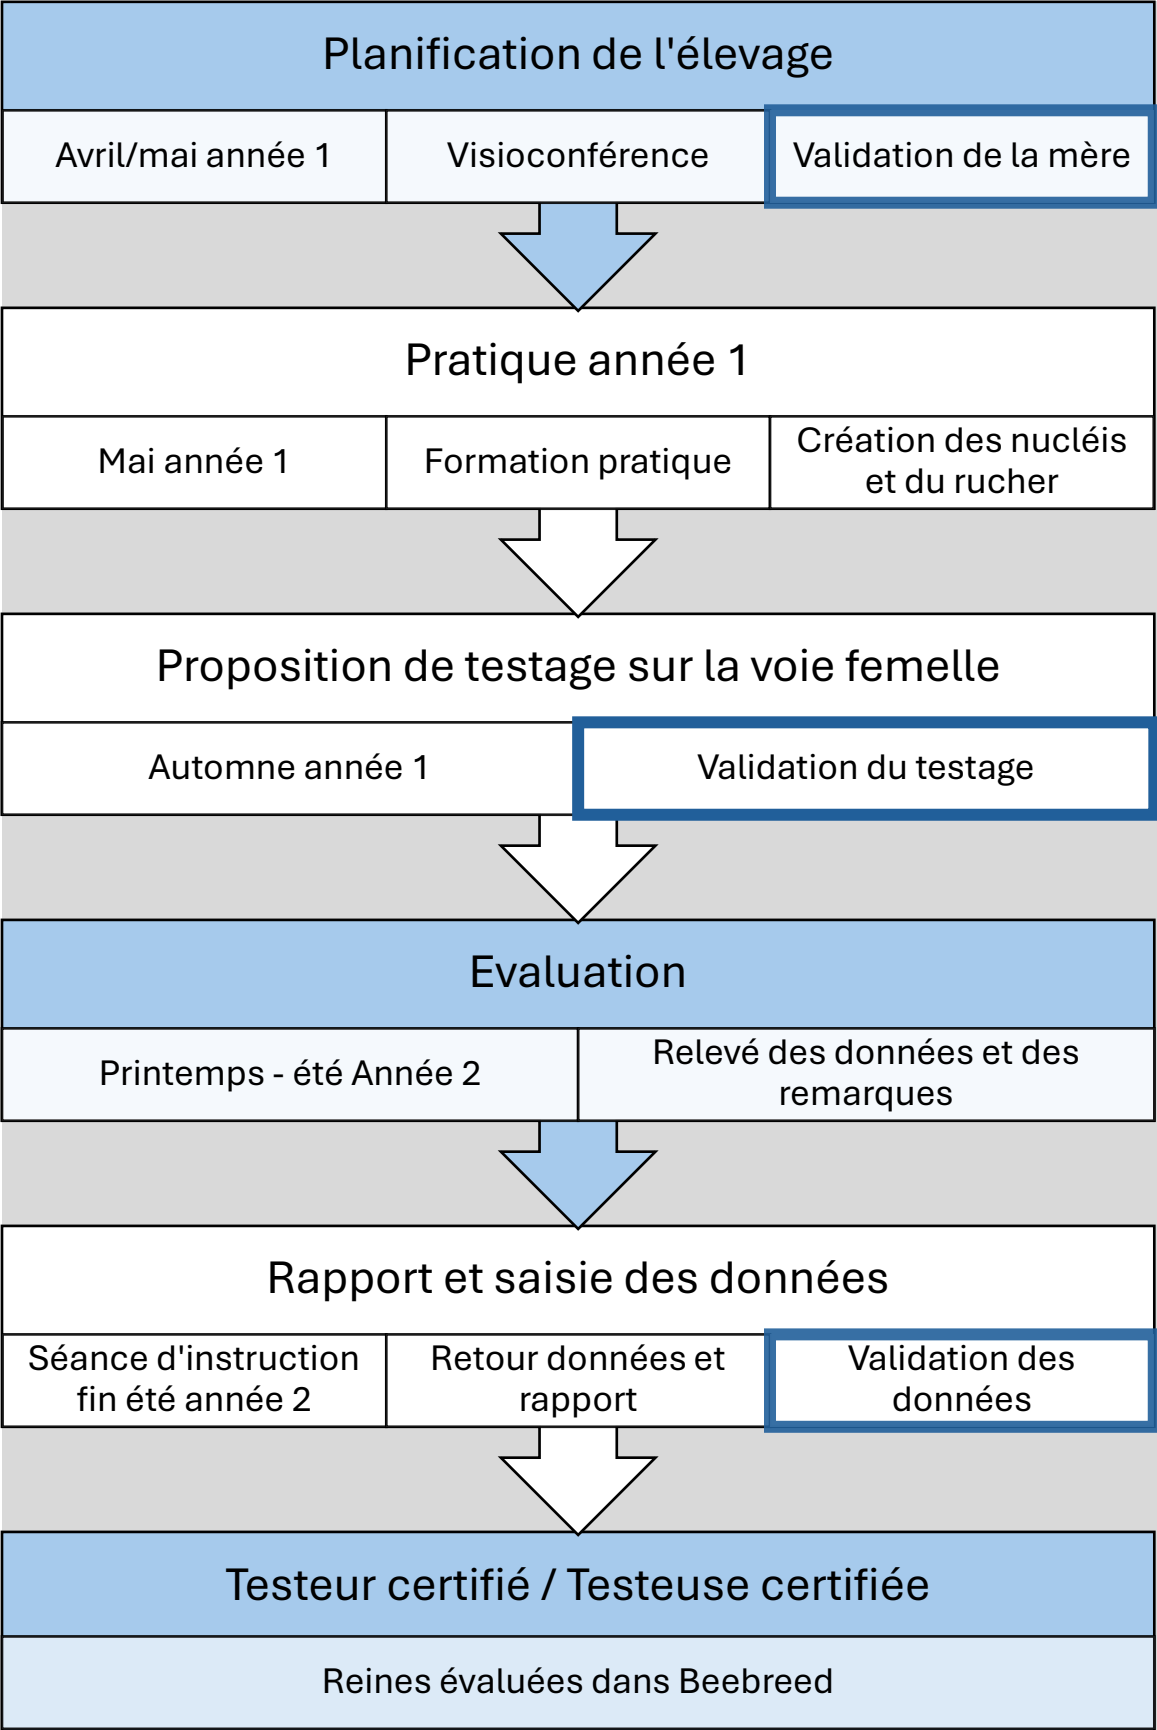 Planification de l'élevage
Avril/mai année 1
Visioconférence
Validation de la mère
Pratique année 1
Mai année 1
Formation pratique
Création des nucléis
et du rucher
Proposition de testage sur la voie femelle
Automne année 1
Validation du testage
Evaluation
Printemps - été Année 2
Relevé des données et des
remarques
Rapport et saisie des données
Séance d'instruction
fin été année 2
Retour données et
rapport
Validation des
données
Testeur certifié / Testeuse certifiée
Reines évaluées dans Beebreed